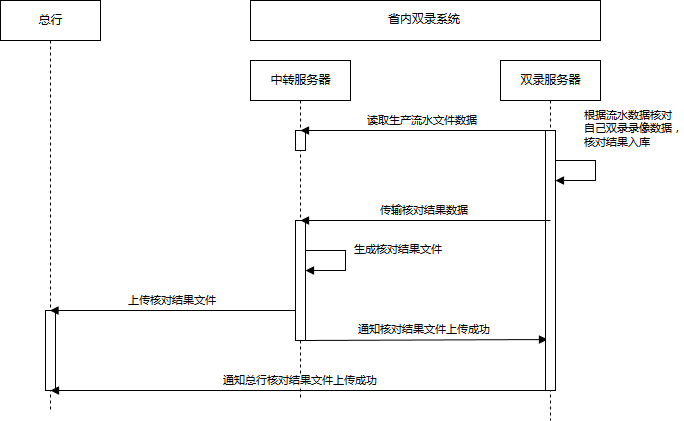 总行
省内双录系统
中转服务器
双录服务器
读取生产流水文件数据
根据流水数据核对
自己双录录像数据，
核对结果入库
传输核对结果数据
生成核对结果文件
上传核对结果文件
通知核对结果文件上传成功
通知总行核对结果文件上传成功